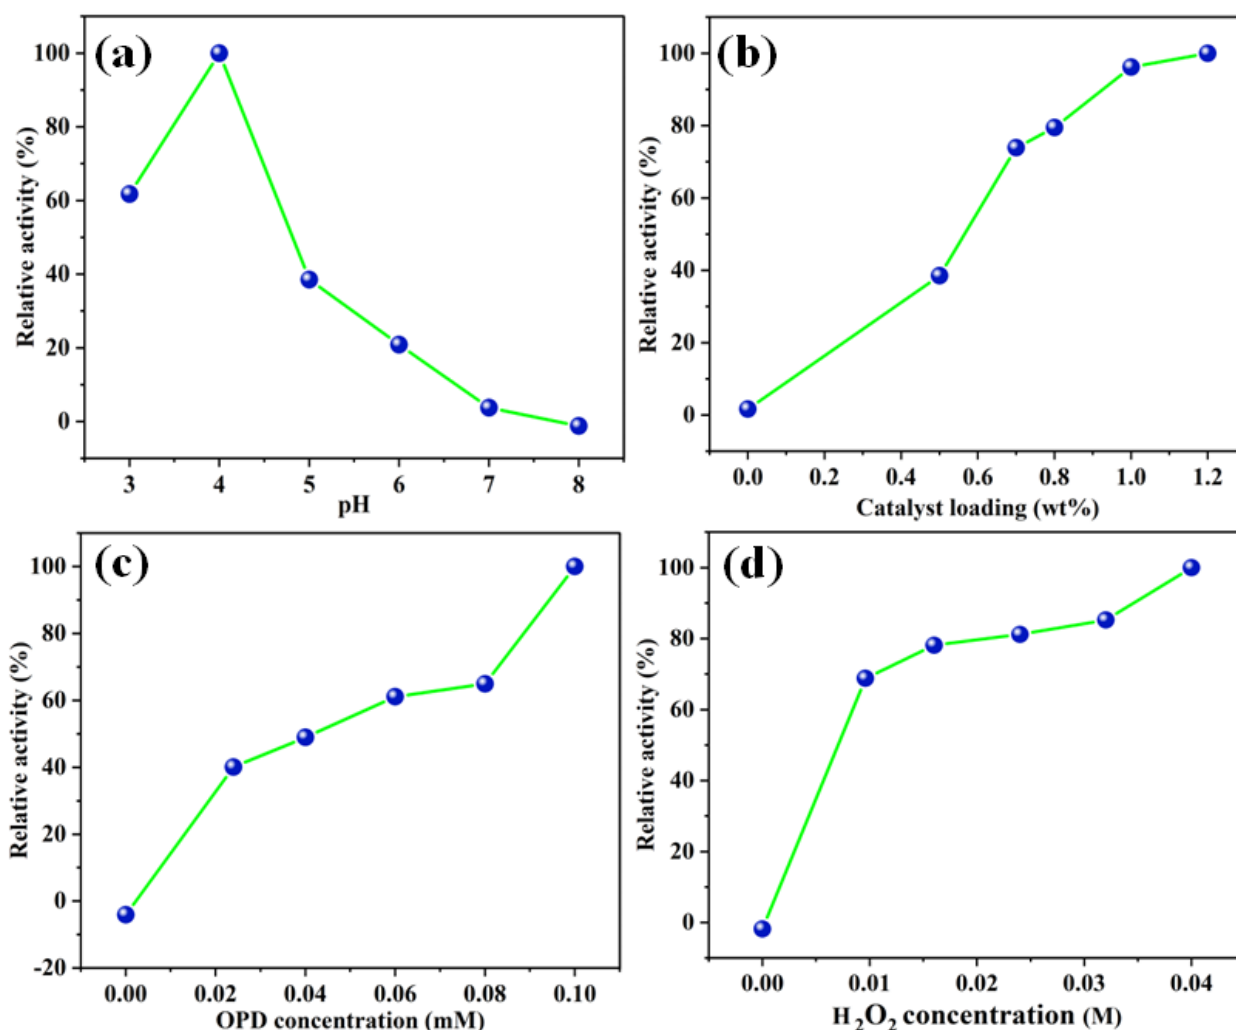 (a)
Relative activity (%)
100
80
60
40
20
0
3 4 5 6 7 8
pH
(b)
Relative activity (%)
100
80
60
40
20
0
0.0 0.2 0.4 0.6 0.8 1.0 1.2
Catalyst loading (wt%)
(c)
Relative activity (%)
100
80
60
40
20
0
-20
0.00 0.02 0.04 0.06 0.08 0.10
OPD concentration (mM)
(d)
Relative activity (%)
100
80
60
40
20
0
0.00 0.01 0.02 0.03 0.04
H₂O₂ concentration (M)